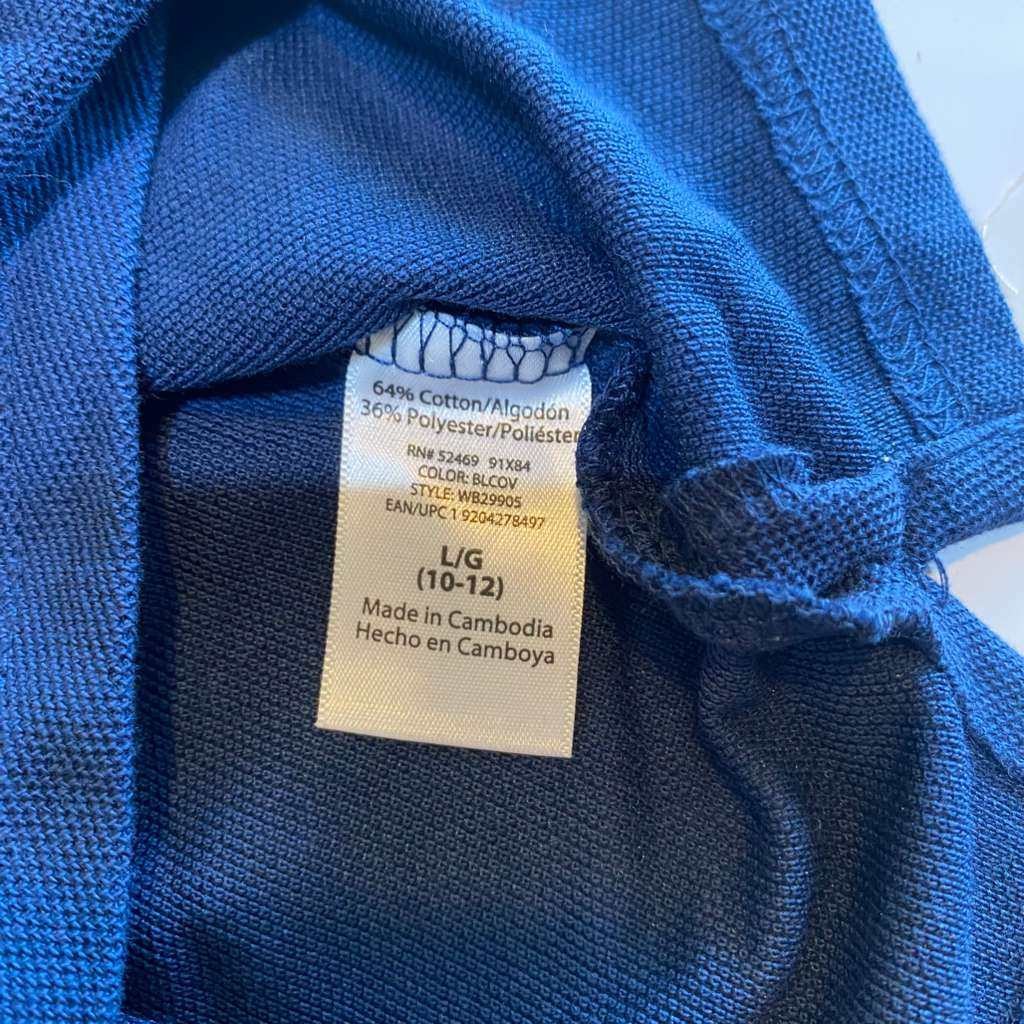 64% Cotton/Algodón
36% Polyester/Poliéster
RN# 52469 91X84
COLOR: BLCOV
STYLE: WB29905
EAN/UPC 1 9204278497
L/G
(10-12)
Made in Cambodia
Hecho en Camboya